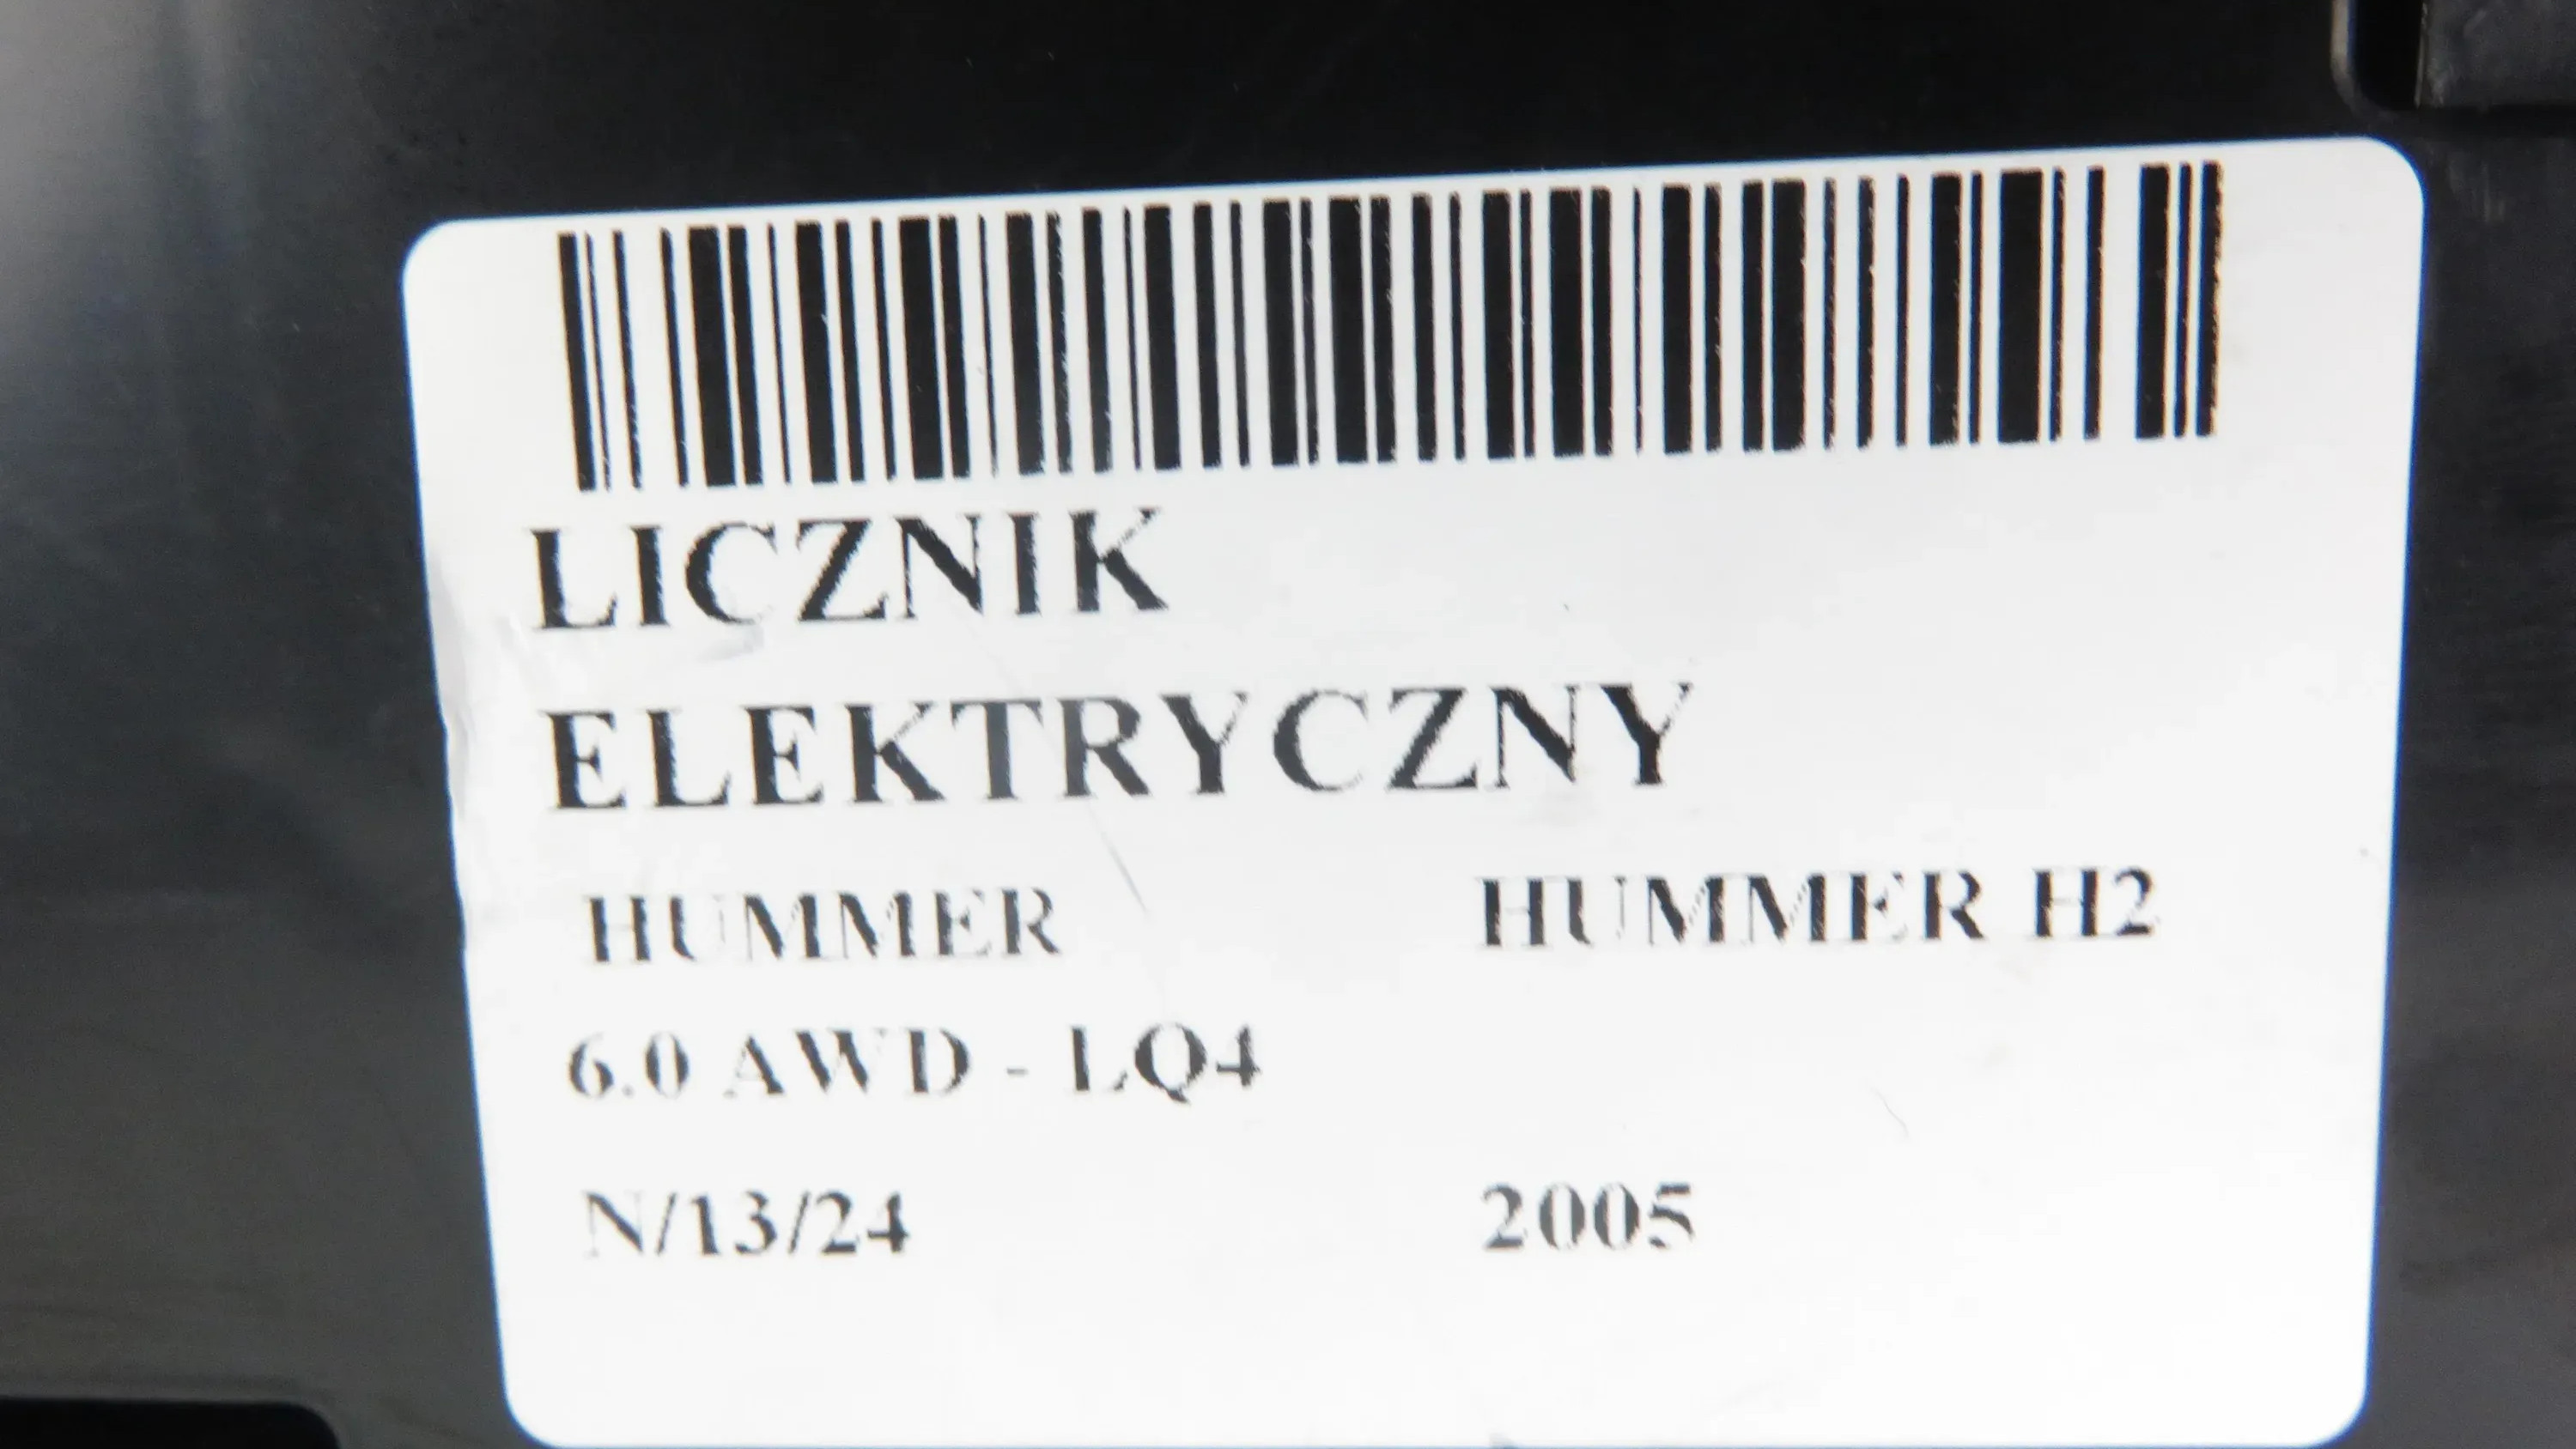 LICZNIK
ELEKTRYCZNY
HUMMER HUMMER H2
6.0 AWD - LQ4
N/13/24 2005